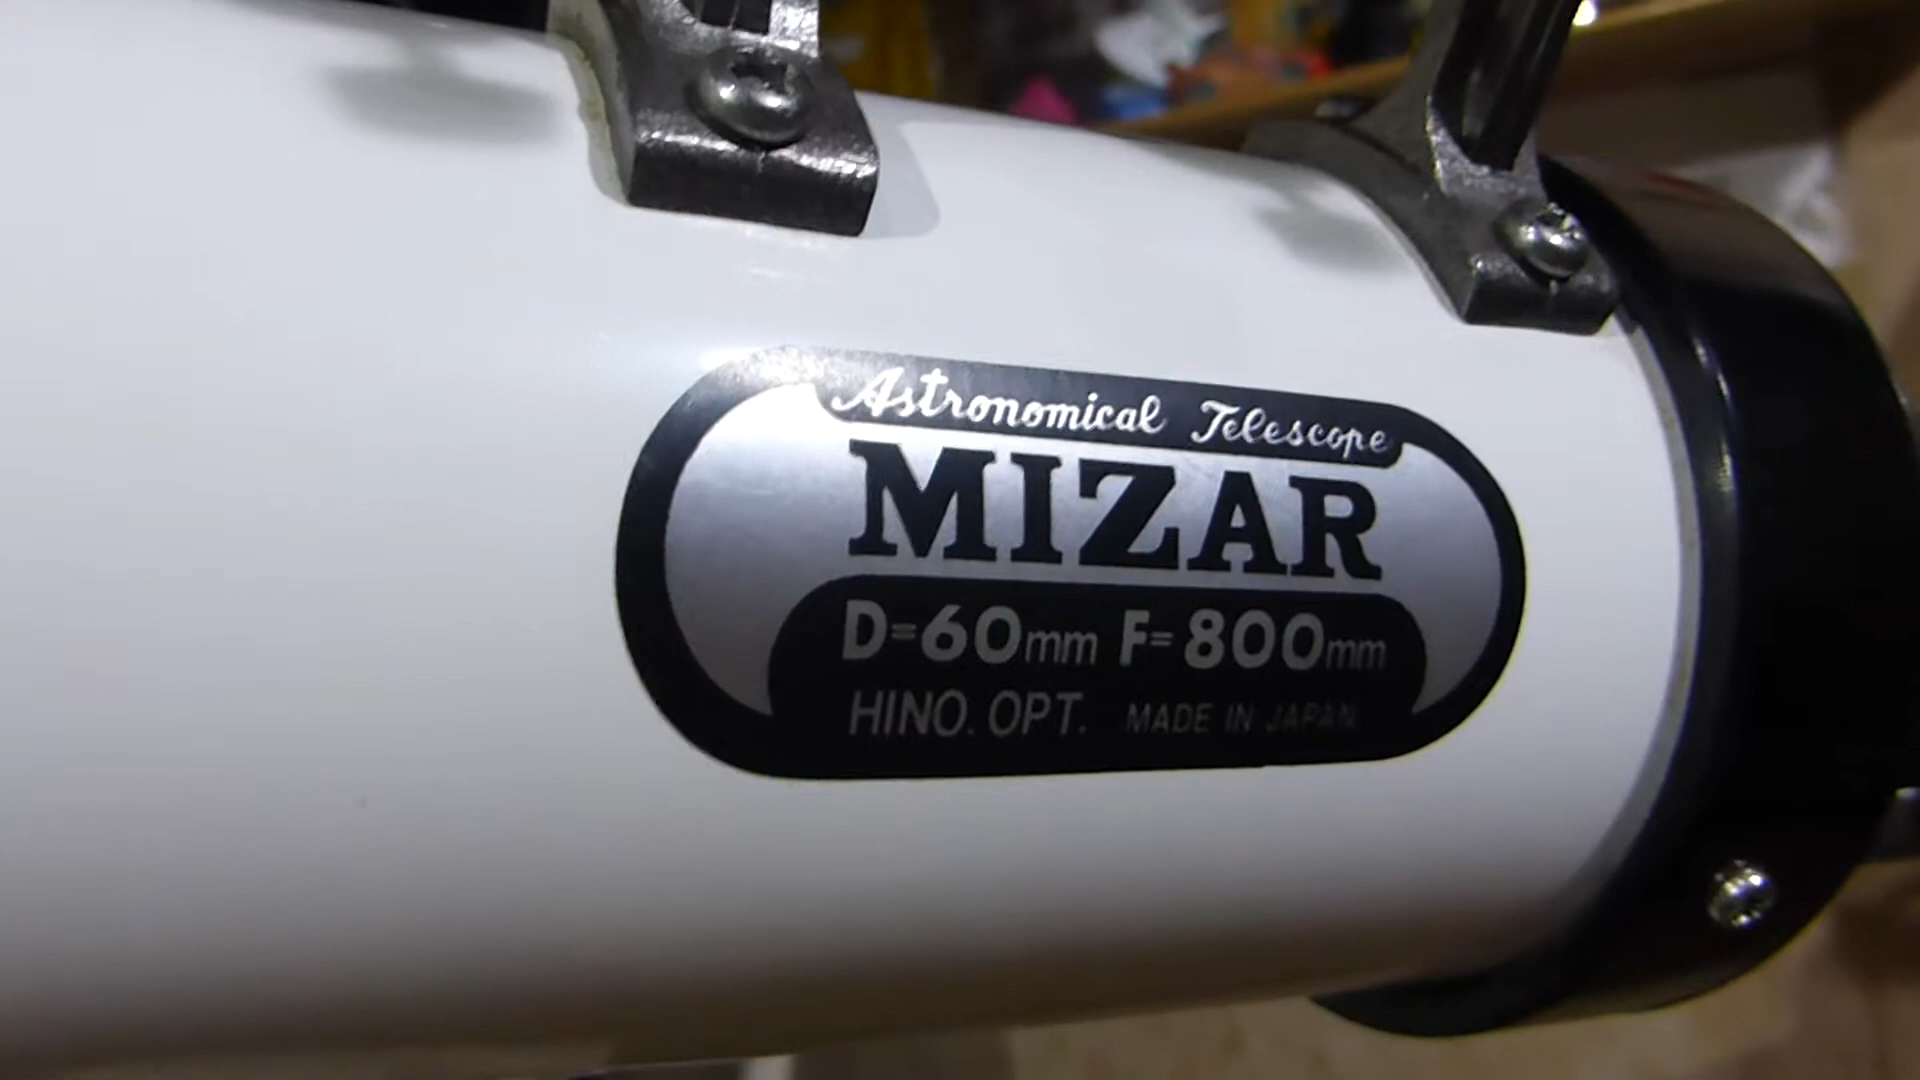 Astronomical Telescope
MIZAR
D=60mm F=800mm
HINO. OPT. MADE IN JAPAN